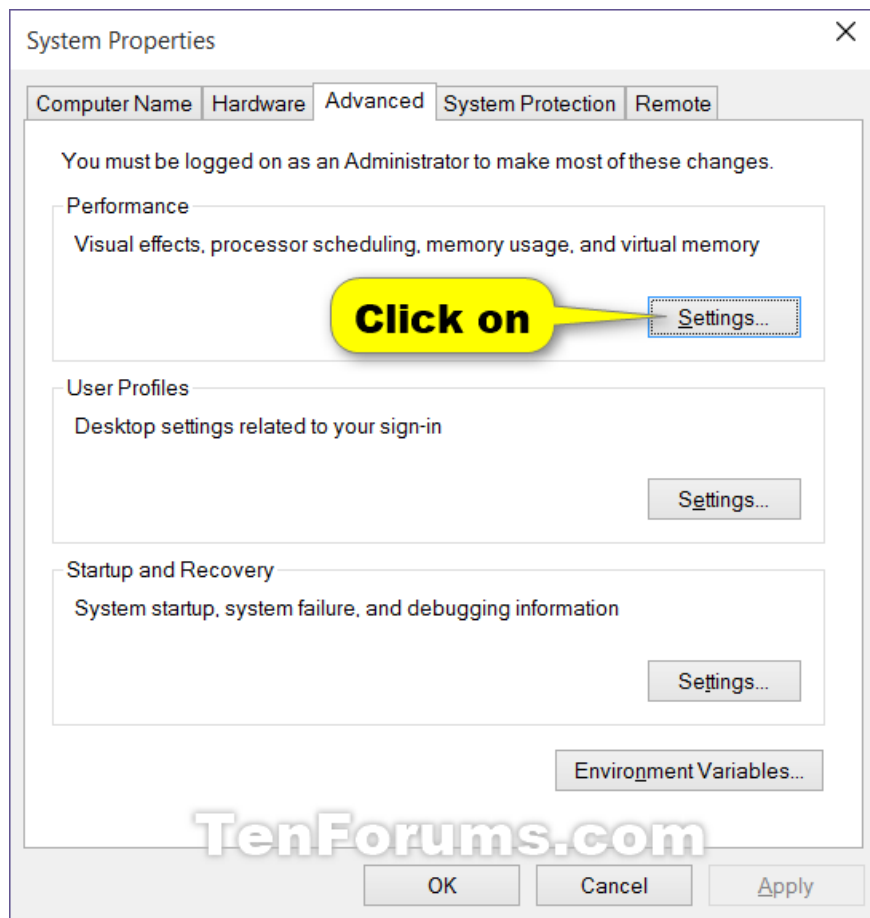 System Properties
Computer Name Hardware Advanced System Protection Remote
You must be logged on as an Administrator to make most of these changes.
Performance
Visual effects, processor scheduling, memory usage, and virtual memory
Click on
Settings...
User Profiles
Desktop settings related to your sign-in
Settings...
Startup and Recovery
System startup, system failure, and debugging information
Settings...
Environment Variables...
TenForums.com
OK Cancel Apply